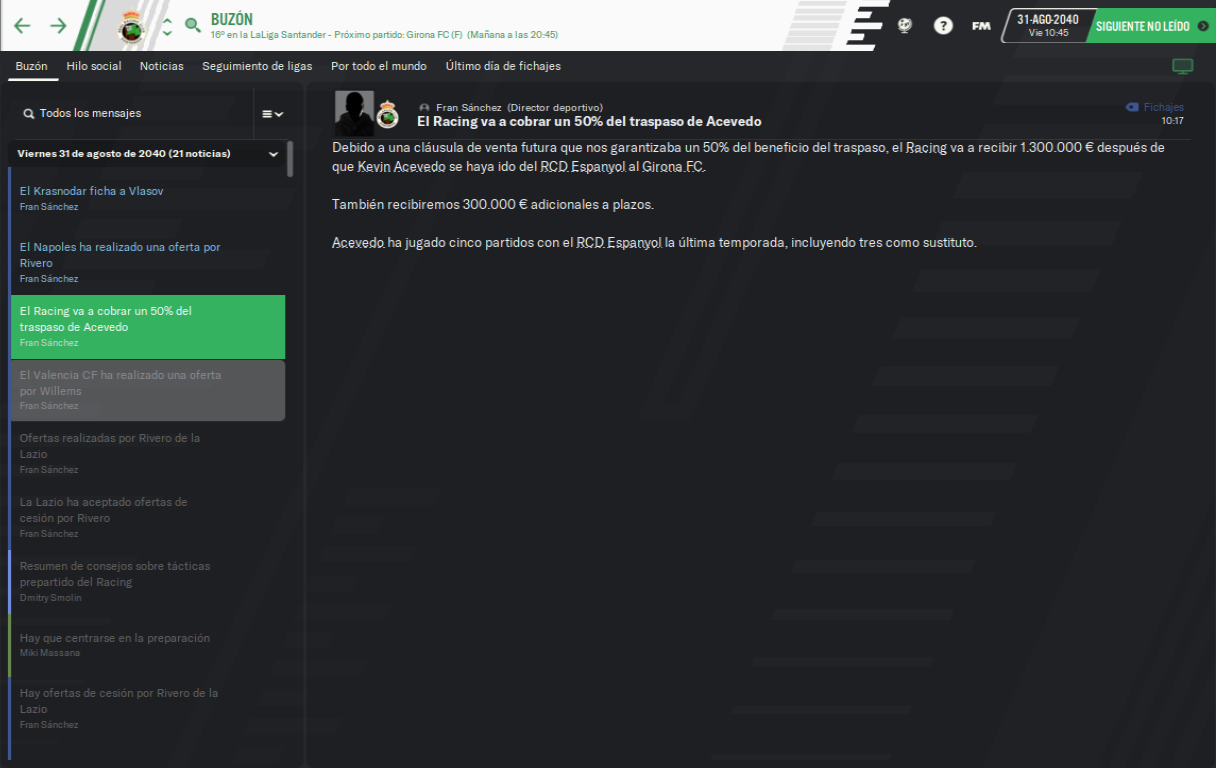 BUZÓN
16º en la LaLiga Santander - Próximo partido: Girona FC (F) (Mañana a las 20:45)
?
FM
31-AGO-2040
Vie 10:45
SIGUIENTE NO LEÍDO
Buzón
Hilo social
Noticias
Seguimiento de ligas
Por todo el mundo
Último día de fichajes
Todos los mensajes
Viernes 31 de agosto de 2040 (21 noticias)
El Krasnodar ficha a Vlasov
Fran Sánchez
El Napoles ha realizado una oferta por
Rivero
Fran Sánchez
El Racing va a cobrar un 50% del
traspaso de Acevedo
Fran Sánchez
El Valencia CF ha realizado una oferta
por Willems
Fran Sánchez
Ofertas realizadas por Rivero de la
Lazio
Fran Sánchez
La Lazio ha aceptado ofertas de
cesión por Rivero
Fran Sánchez
Resumen de consejos sobre tácticas
prepartido del Racing
Dmitry Smolin
Hay que centrarse en la preparación
Miki Massana
Hay ofertas de cesión por Rivero de la
Lazio
Fran Sánchez
Fran Sánchez (Director deportivo)
El Racing va a cobrar un 50% del traspaso de Acevedo
Fichajes
10:17
Debido a una cláusula de venta futura que nos garantizaba un 50% del beneficio del traspaso, el Racing va a recibir 1.300.000 € después de
que Kevin Acevedo se haya ido del RCD Espanyol al Girona FC.
También recibiremos 300.000 € adicionales a plazos.
Acevedo ha jugado cinco partidos con el RCD Espanyol la última temporada, incluyendo tres como sustituto.